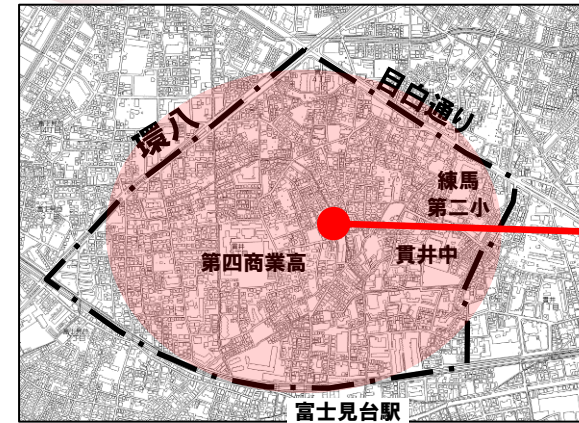 環八
目白通り
練馬
第二小
第四商業高
貫井中
富士見台駅